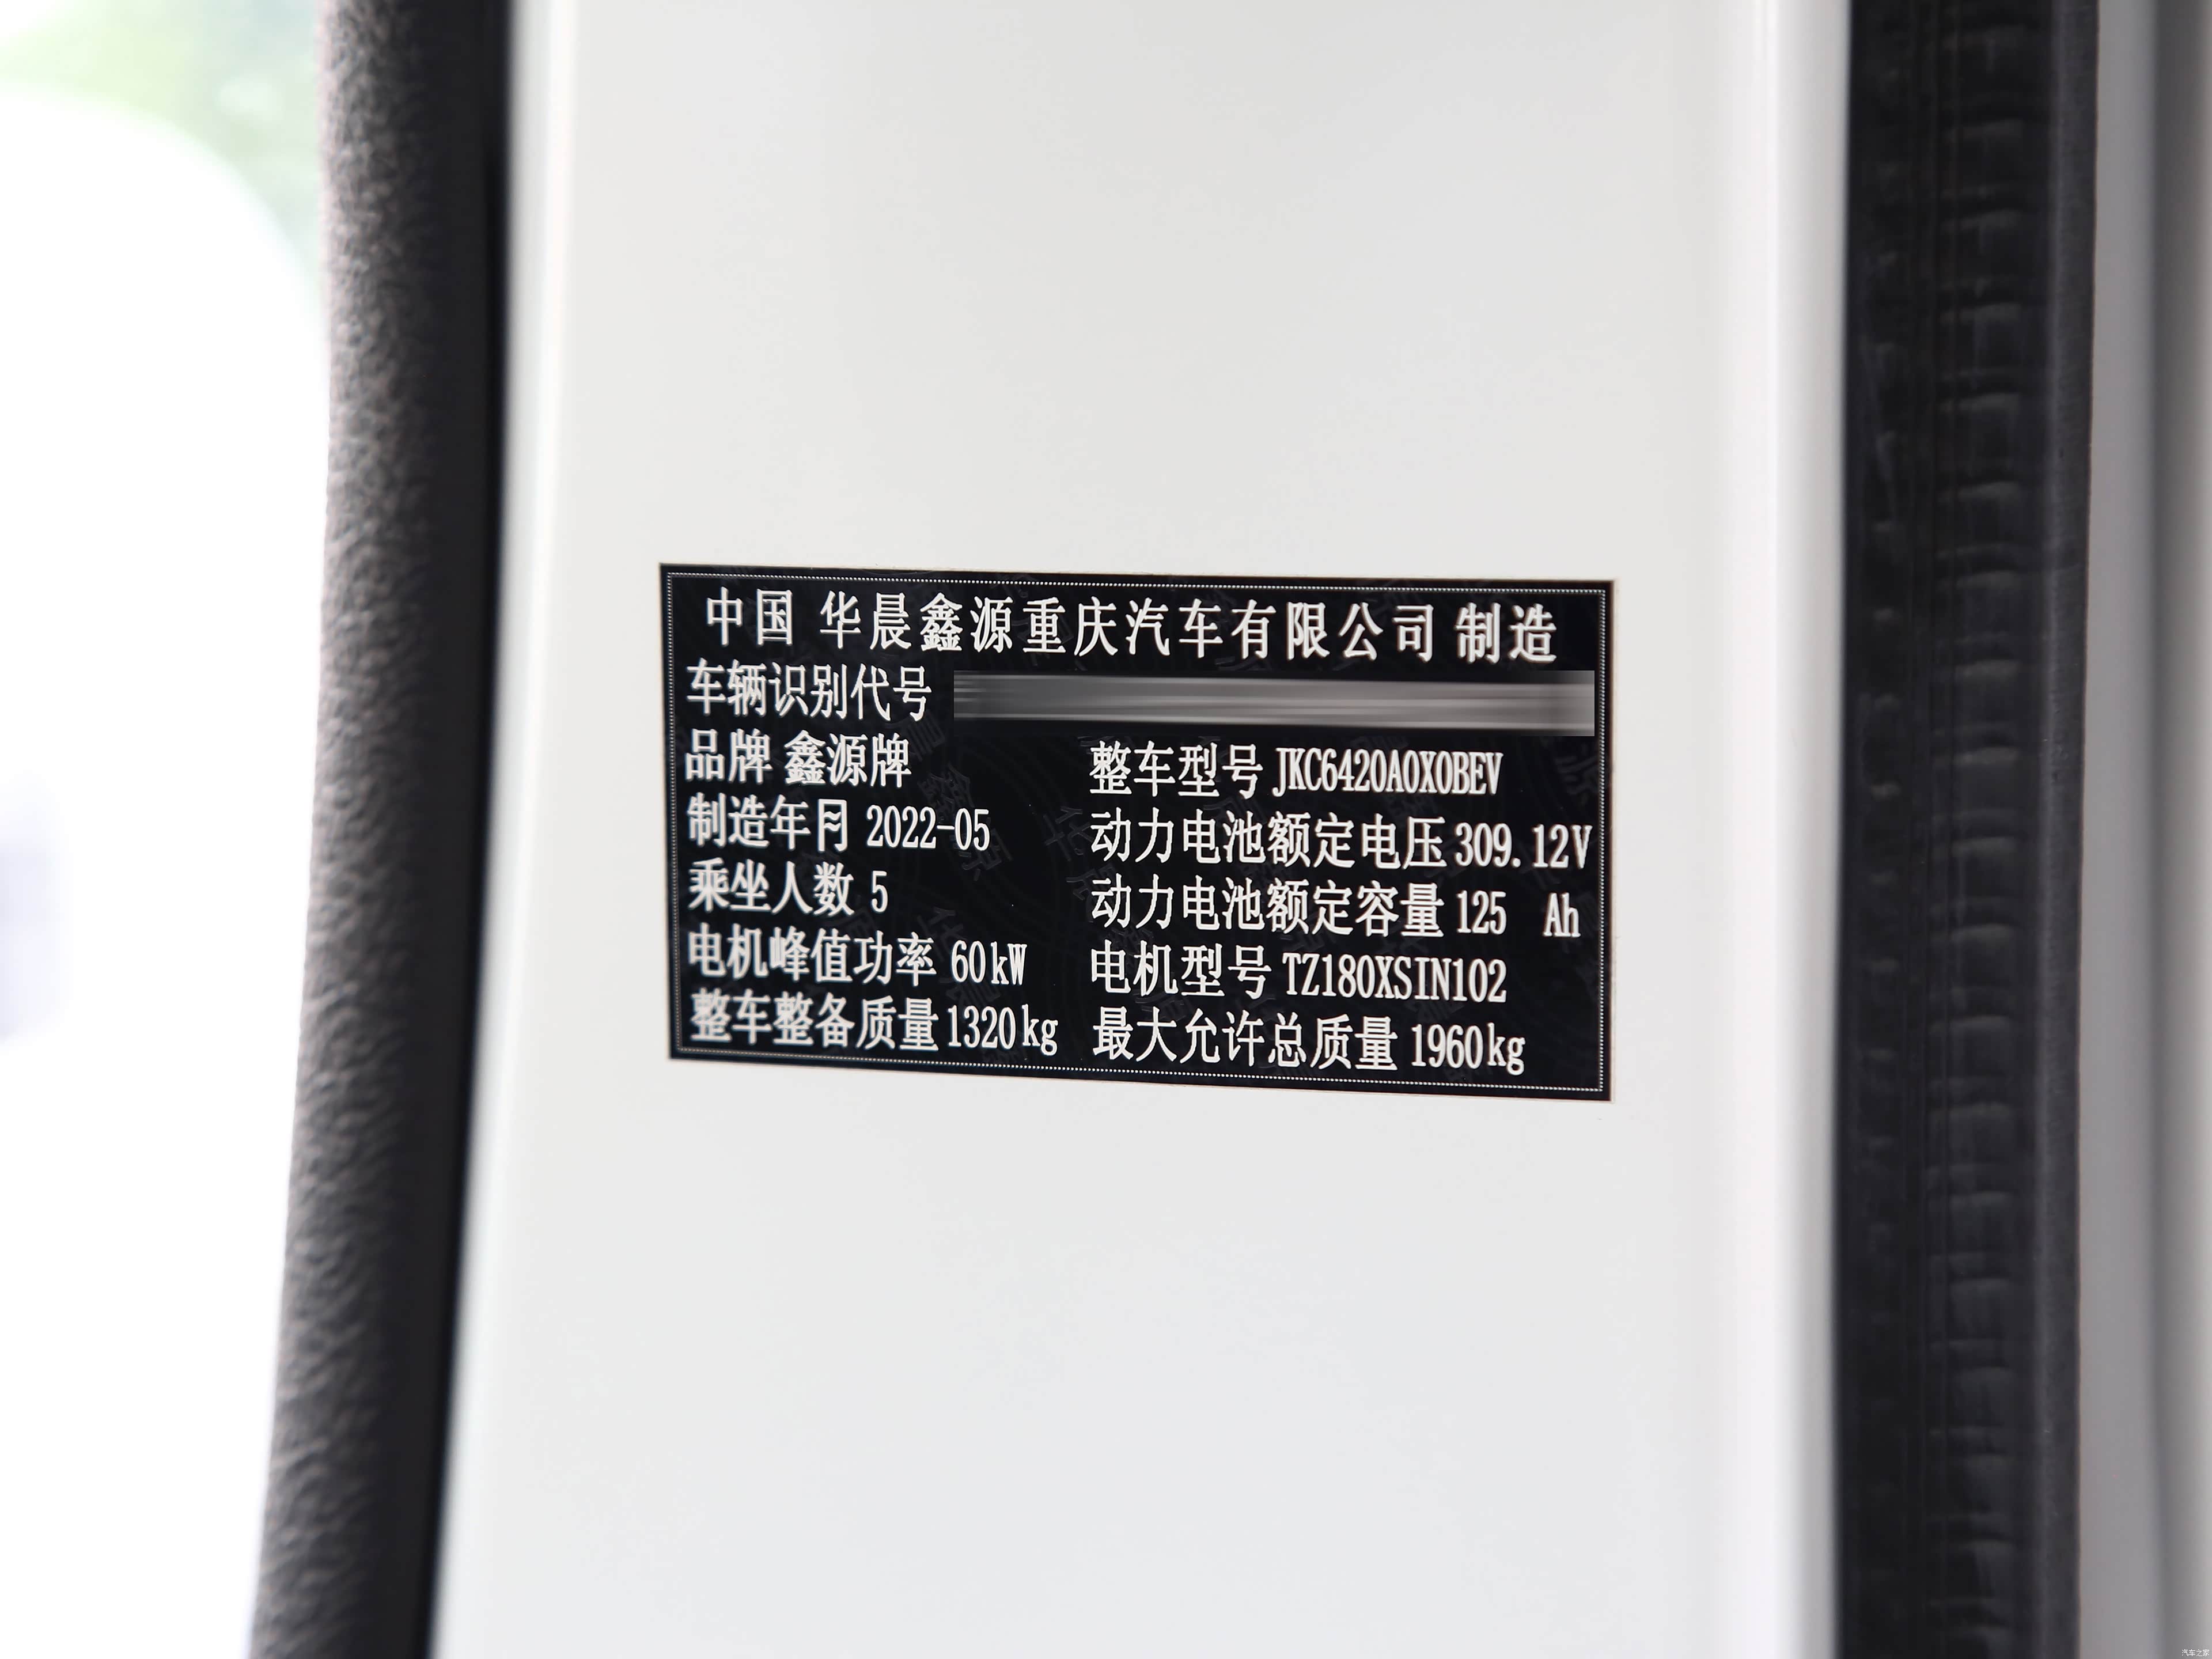 中国 华晨鑫源重庆汽车有限公司 制造
车辆识别代号
品牌 鑫源牌 整车型号 JKC6420A0X0BEV
制造年月 2022-05 动力电池额定电压 309.12V
乘坐人数 5 动力电池额定容量 125 Ah
电机峰值功率 60kW 电机型号 TZ180XSIN102
整车整备质量 1320kg 最大允许总质量 1960kg
汽车之家